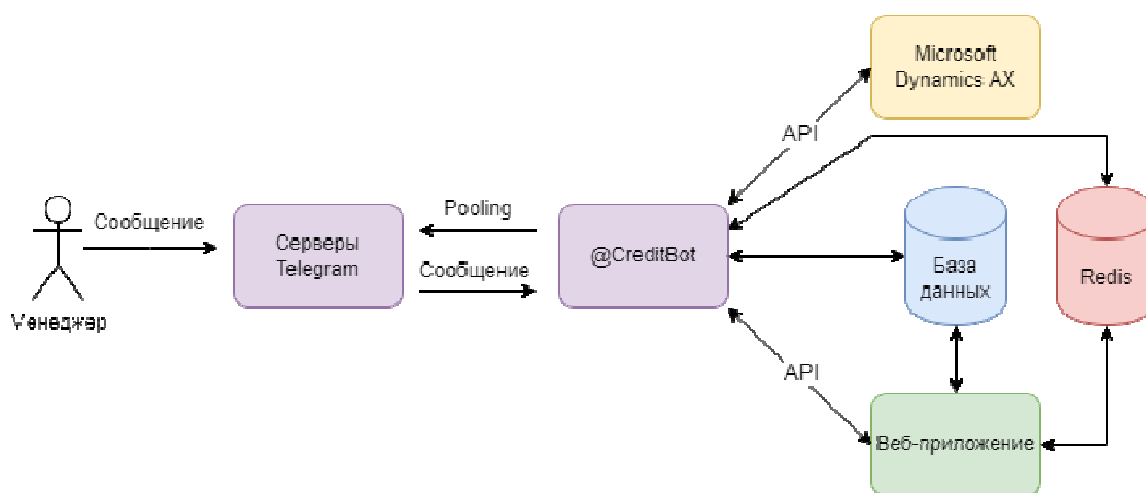 Microsoft
Dynamics AX
API
Сообщение
Pooling
Серверы
Telegram
@CreditBot
Сообщение
База
данных
Redis
Менеджер
API
Веб-приложение